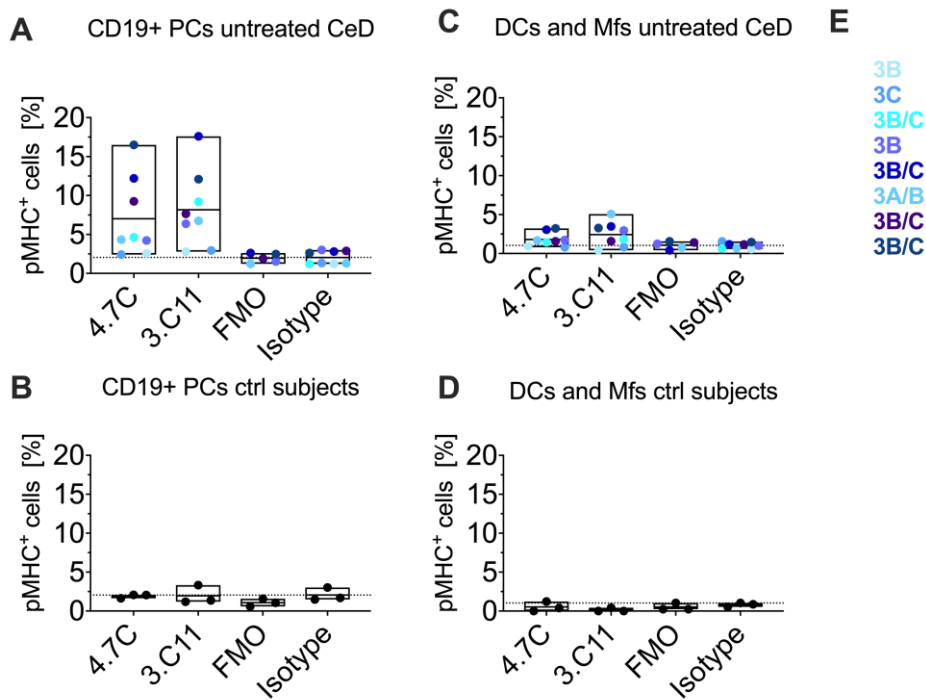 A
CD19+ PCs untreated CeD
pMHC⁺ cells [%]
20
15
10
5
0
4.7C
3.C11
FMO
Isotype
C
DCs and Mfs untreated CeD
pMHC⁺ cells [%]
20
15
10
5
0
4.7C
3.C11
FMO
Isotype
E
3B
3C
3B/C
3B
3B/C
3A/B
3B/C
3B/C
B
CD19+ PCs ctrl subjects
pMHC⁺ cells [%]
20
15
10
5
0
4.7C
3.C11
FMO
Isotype
D
DCs and Mfs ctrl subjects
pMHC⁺ cells [%]
20
15
10
5
0
4.7C
3.C11
FMO
Isotype